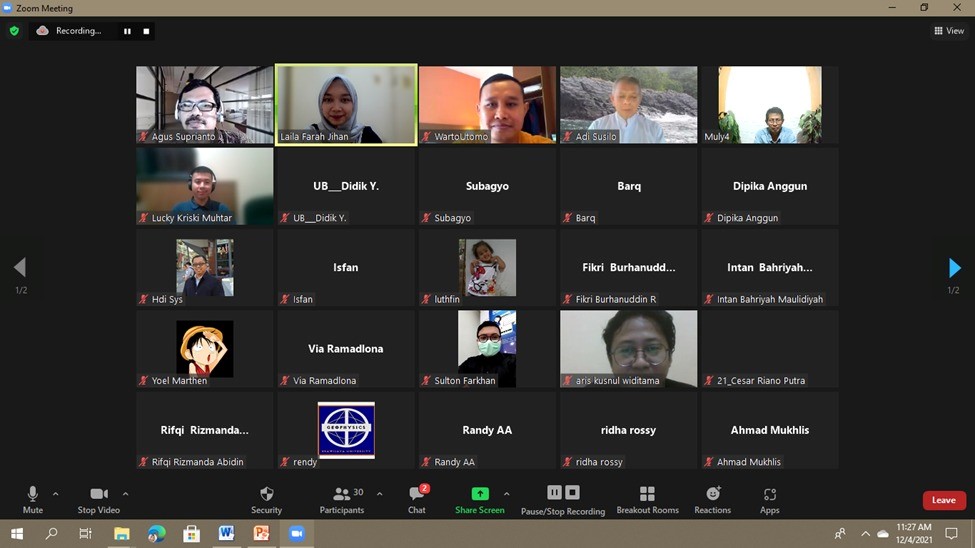 Zoom Meeting
Recording...
View
Agus Suprianto
Laila Farah Jihan
WartoUtomo
Adi Susilo
Muly4
Lucky Kriski Muhtar
UB__Didik Y.
UB__Didik Y.
Subagyo
Subagyo
Barq
Barq
Dipika Anggun
Dipika Anggun
1/2
1/2
Hdi Sys
Isfan
Isfan
luthfin
Fikri Burhanudd...
Fikri Burhanuddin R
Intan Bahriyah...
Intan Bahriyah Maulidiyah
Yoel Marthen
Via Ramadlona
Via Ramadlona
Sulton Farkhan
aris kusnul widitama
21_Cesar Riano Putra
Rifqi Rizmanda...
Rifqi Rizmanda Abidin
GEOPHYSICS
rendy
Randy AA
Randy AA
ridha rossy
ridha rossy
Ahmad Mukhlis
Ahmad Mukhlis
Mute
Stop Video
Security
30
Participants
2
Chat
Share Screen
Pause/Stop Recording
Breakout Rooms
Reactions
Apps
Leave
11:27 AM
12/4/2021